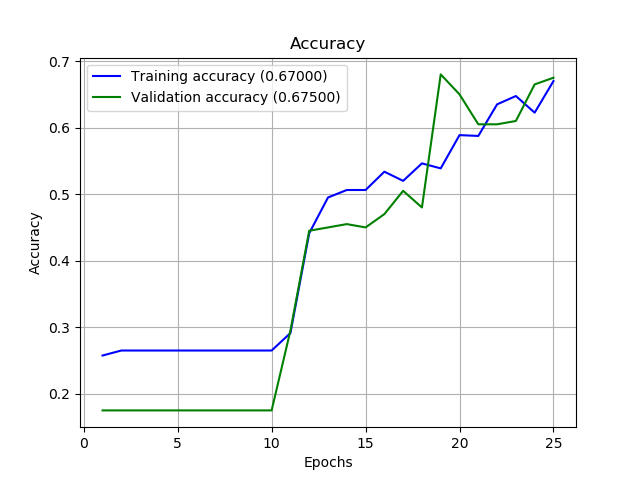 Accuracy
Training accuracy (0.67000)
Validation accuracy (0.67500)
0.7
0.6
0.5
0.4
0.3
0.2
Accuracy
0 5 10 15 20 25
Epochs